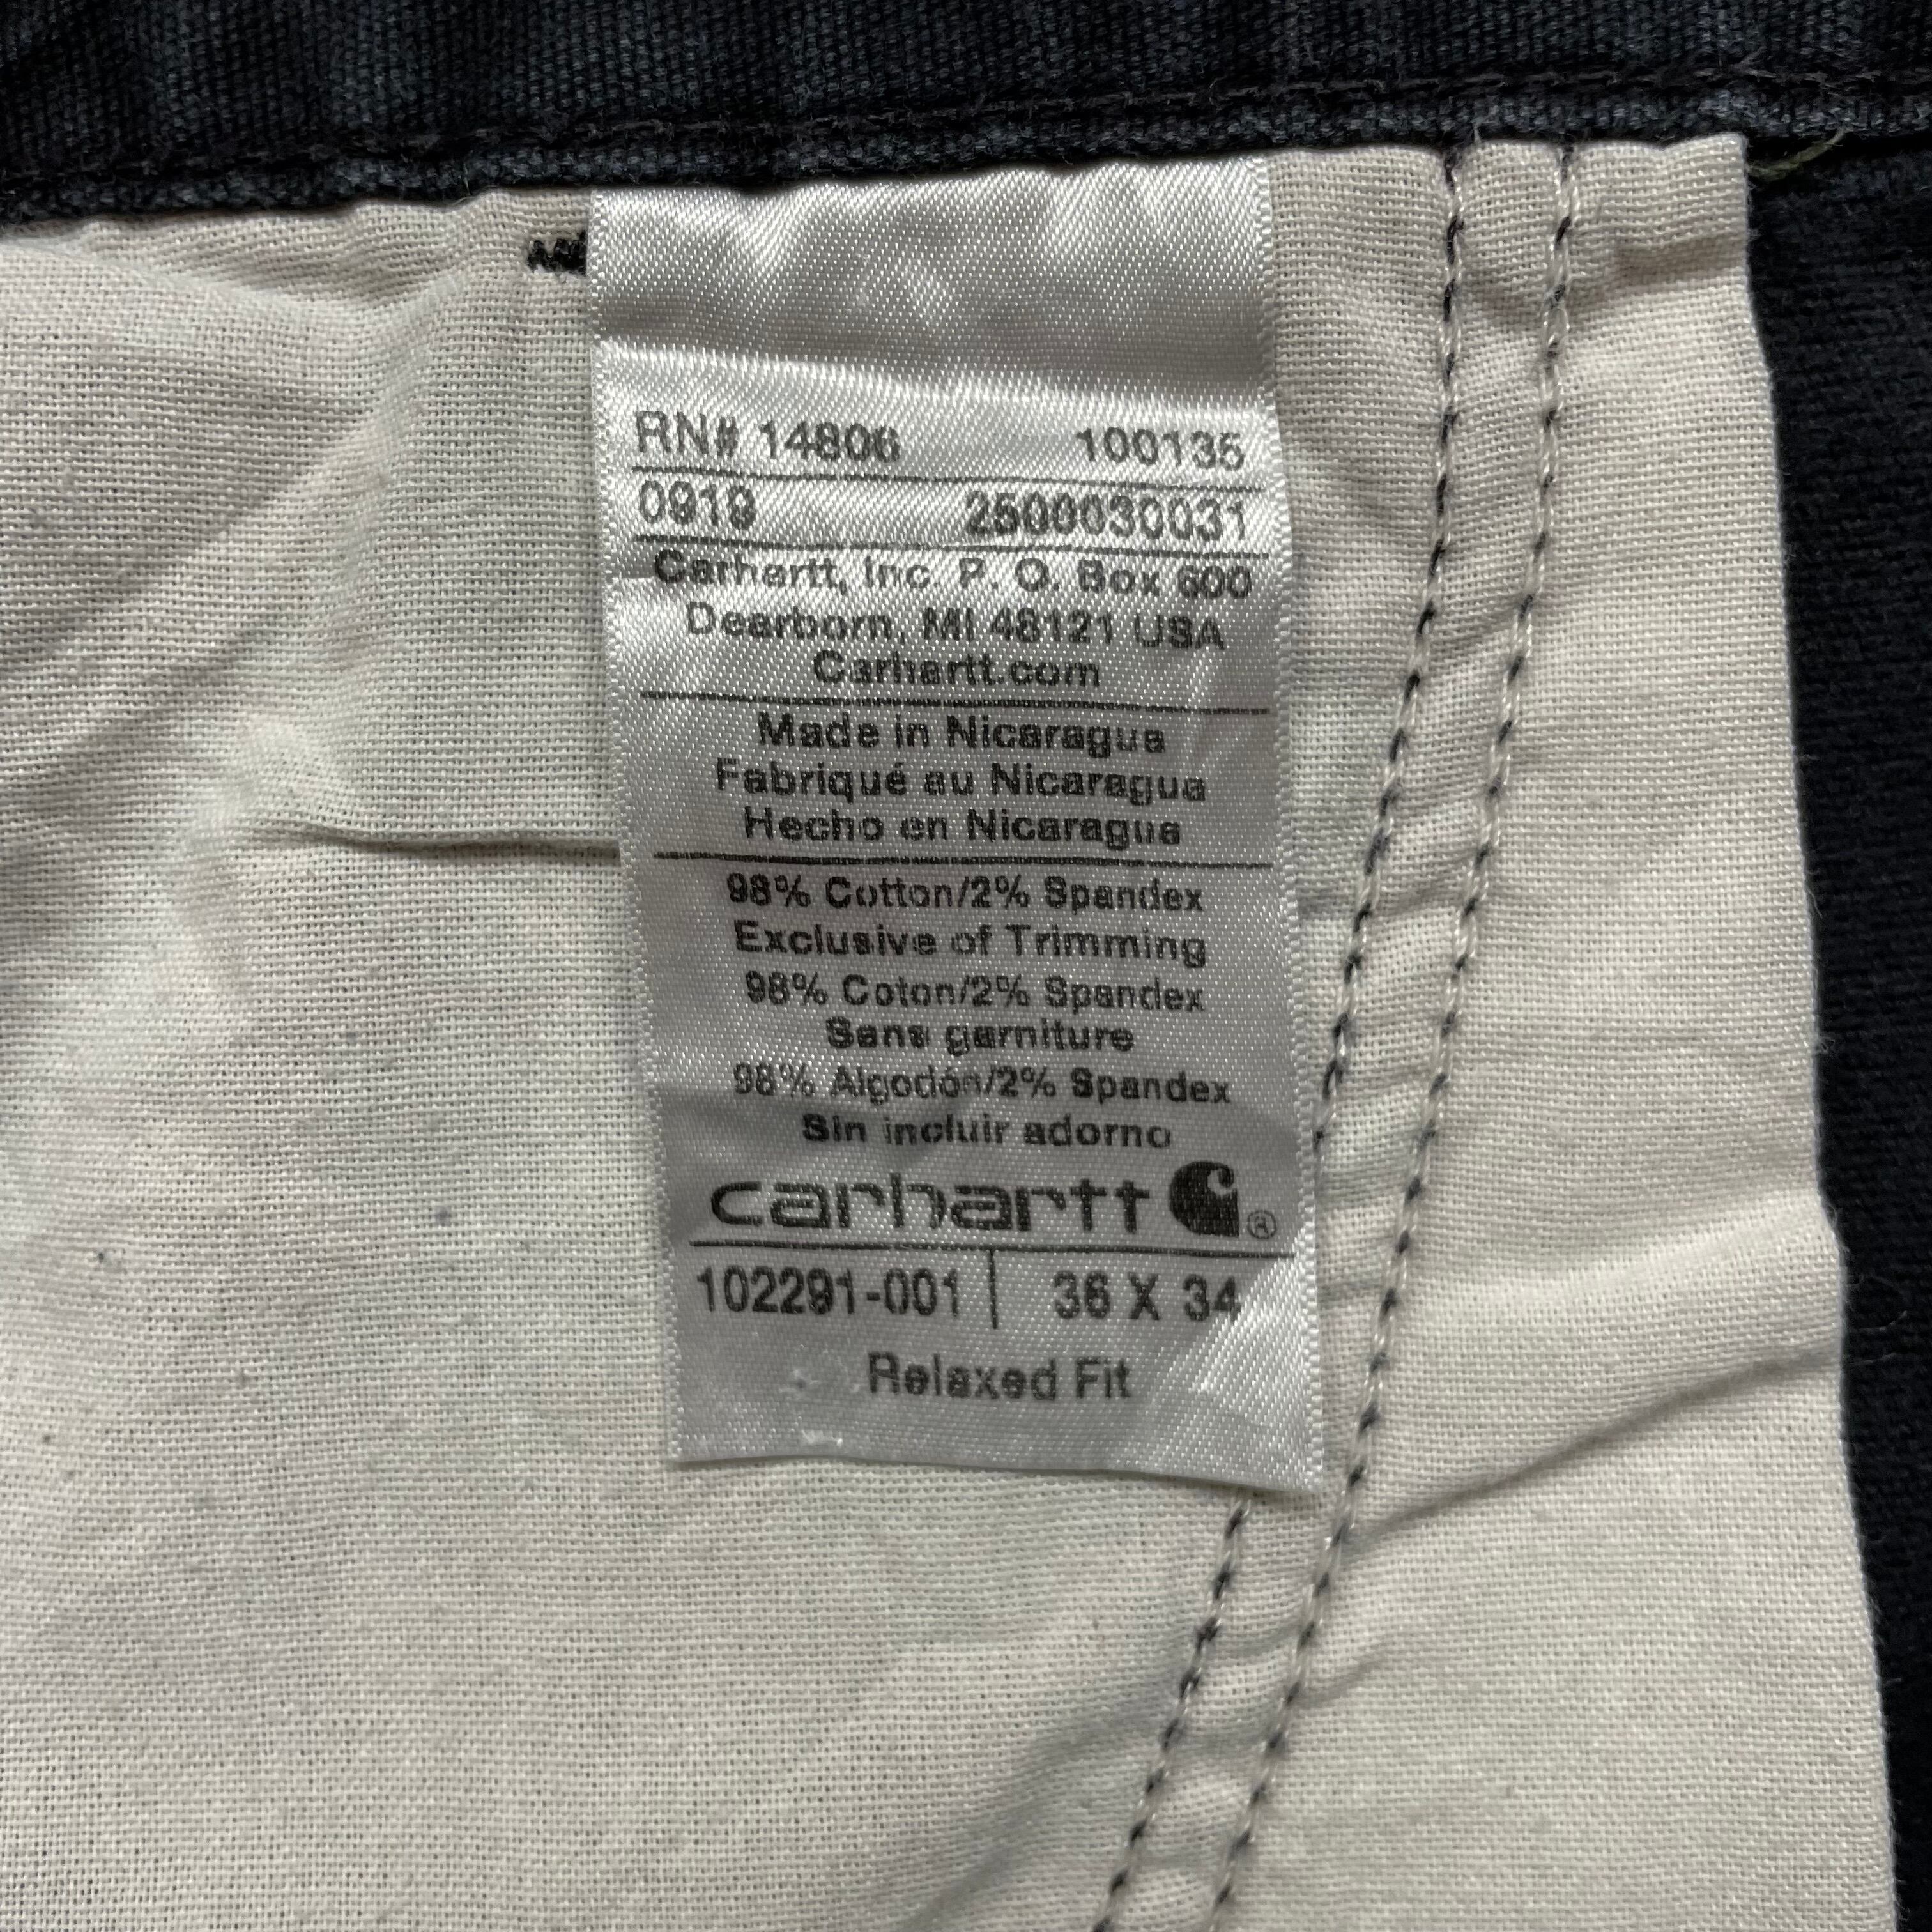 RN# 14806 100135
0919 2500030031
Carhartt, Inc. P. O. Box 600
Dearborn, MI 48121 USA
Carhartt.com
Made in Nicaragua
Fabriqué au Nicaragua
Hecho en Nicaragua
98% Cotton/2% Spandex
Exclusive of Trimming
98% Coton/2% Spandex
Sans garniture
98% Algodón/2% Spandex
Sin incluir adorno
carhartt ®
102291-001 | 36 X 34
Relaxed Fit